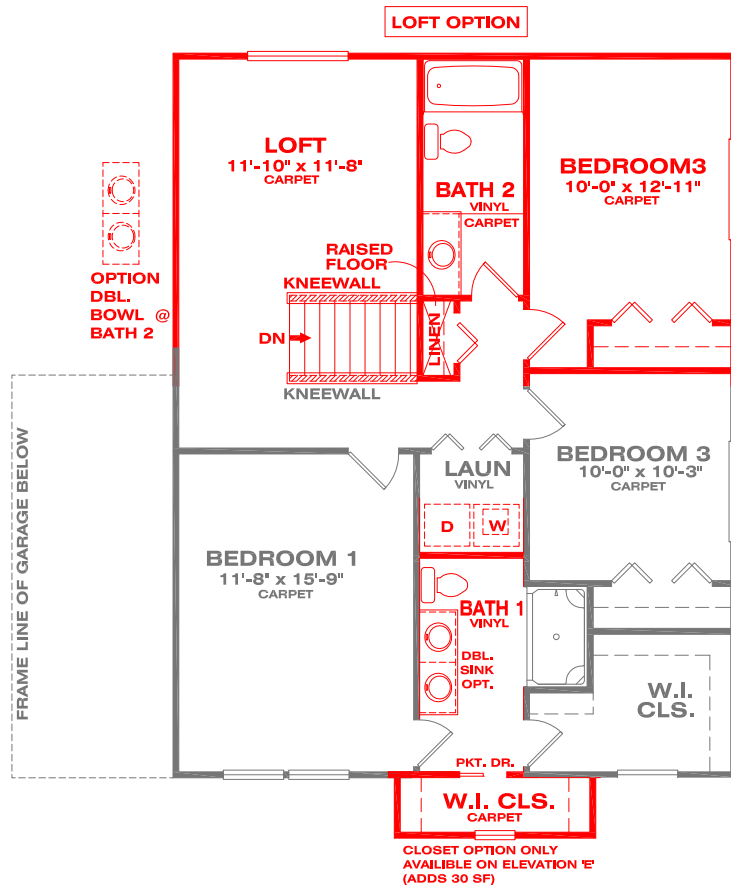 LOFT OPTION
LOFT
11'-10" x 11'-8"
CARPET
BATH 2
VINYL
CARPET
BEDROOM3
10'-0" x 12'-11"
CARPET
OPTION
DBL.
BOWL @
BATH 2
RAISED
FLOOR
KNEEWALL
DN
LINEN
KNEEWALL
FRAME LINE OF GARAGE BELOW
LAUN
VINYL
D
W
BEDROOM 3
10'-0" x 10'-3"
CARPET
BEDROOM 1
11'-8" x 15'-9"
CARPET
BATH 1
VINYL
DBL.
SINK
OPT.
W.I.
CLS.
PKT. DR.
W.I. CLS.
CARPET
CLOSET OPTION ONLY
AVAILIBLE ON ELEVATION 'E'
(ADDS 30 SF)